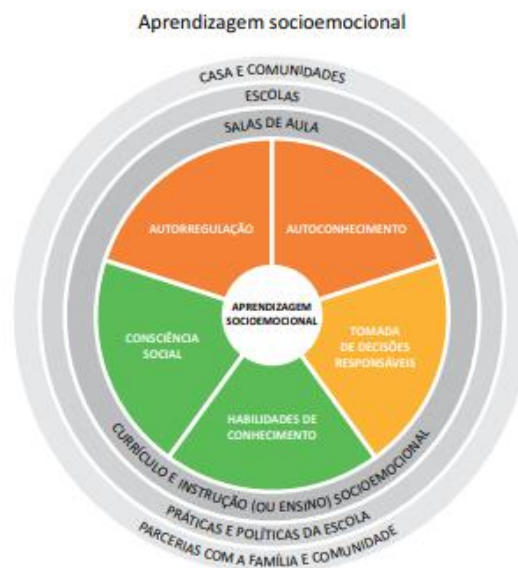 Aprendizagem socioemocional
CASA E COMUNIDADES
ESCOLAS
SALAS DE AULA
AUTORREGULAÇÃO
AUTOCONHECIMENTO
APRENDIZAGEM
SOCIOEMOCIONAL
CONSCIÊNCIA
SOCIAL
TOMADA
DE DECISÕES
RESPONSÁVEIS
HABILIDADES DE
CONHECIMENTO
CURRÍCULO E INSTRUÇÃO (OU ENSINO) SOCIOEMOCIONAL
PRÁTICAS E POLÍTICAS DA ESCOLA
PARCERIAS COM A FAMÍLIA E COMUNIDADE